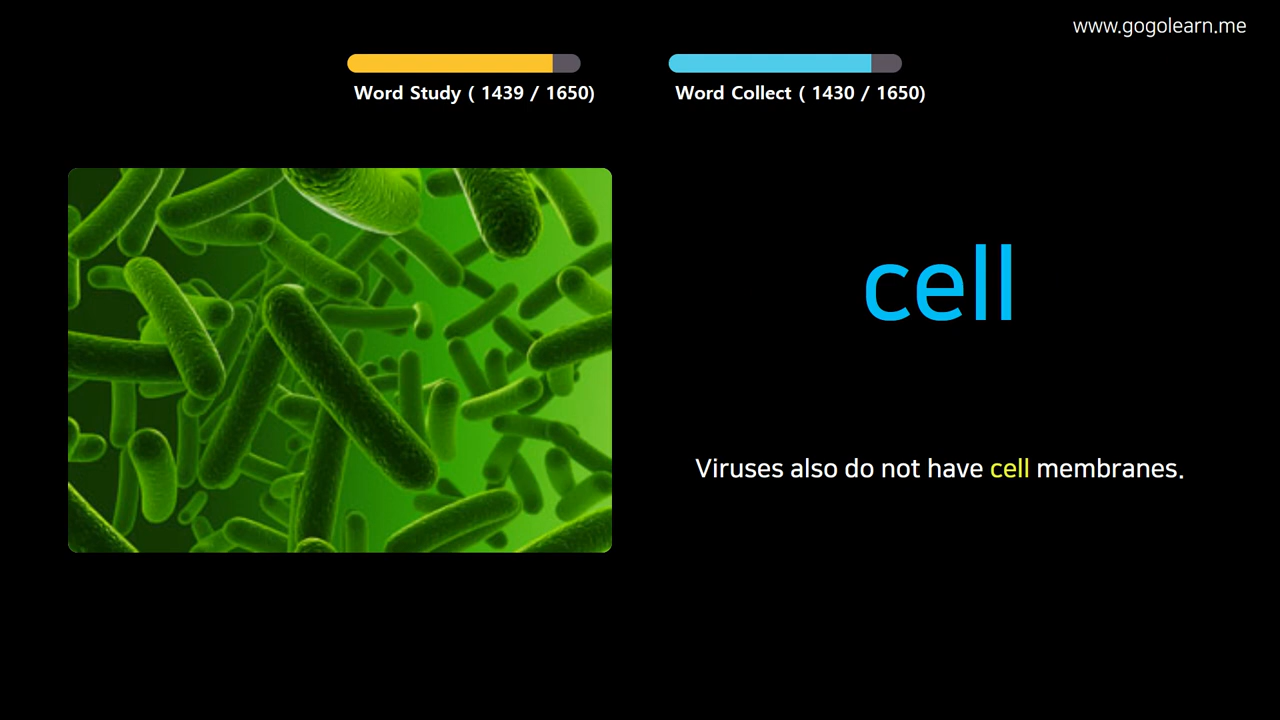 www.gogolearn.me
Word Study ( 1439 / 1650)
Word Collect ( 1430 / 1650)
cell
Viruses also do not have cell membranes.